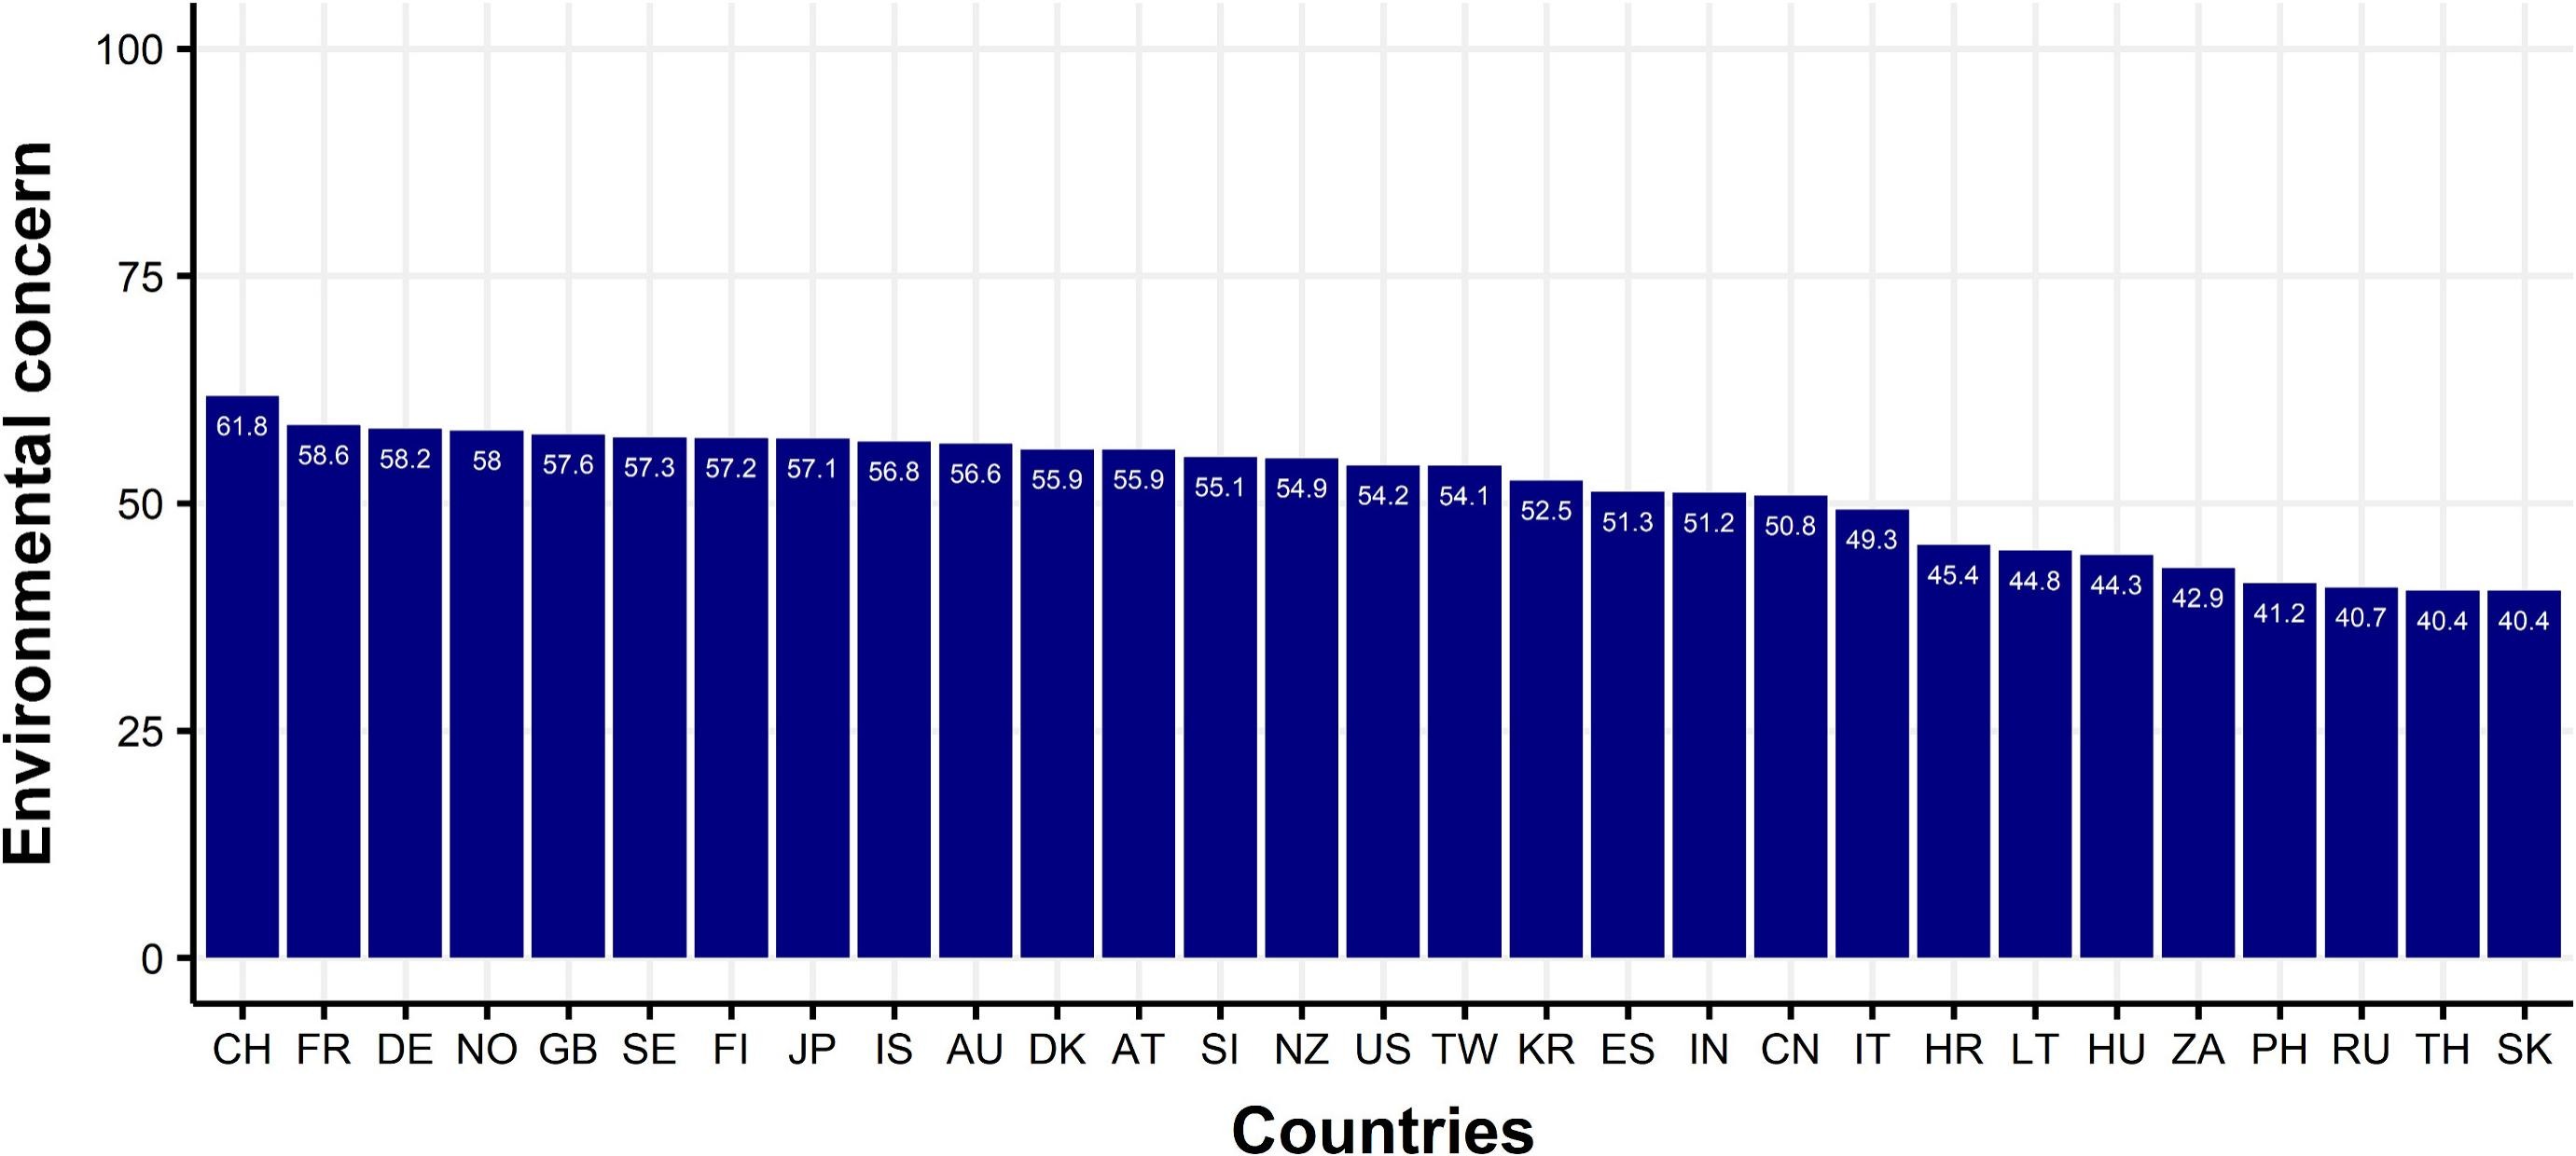 Environmental concern
100
75
50
25
0
61.8 58.6 58.2 58 57.6 57.3 57.2 57.1 56.8 56.6 55.9 55.9 55.1 54.9 54.2 54.1 52.5 51.3 51.2 50.8 49.3 45.4 44.8 44.3 42.9 41.2 40.7 40.4 40.4
CH FR DE NO GB SE FI JP IS AU DK AT SI NZ US TW KR ES IN CN IT HR LT HU ZA PH RU TH SK
Countries